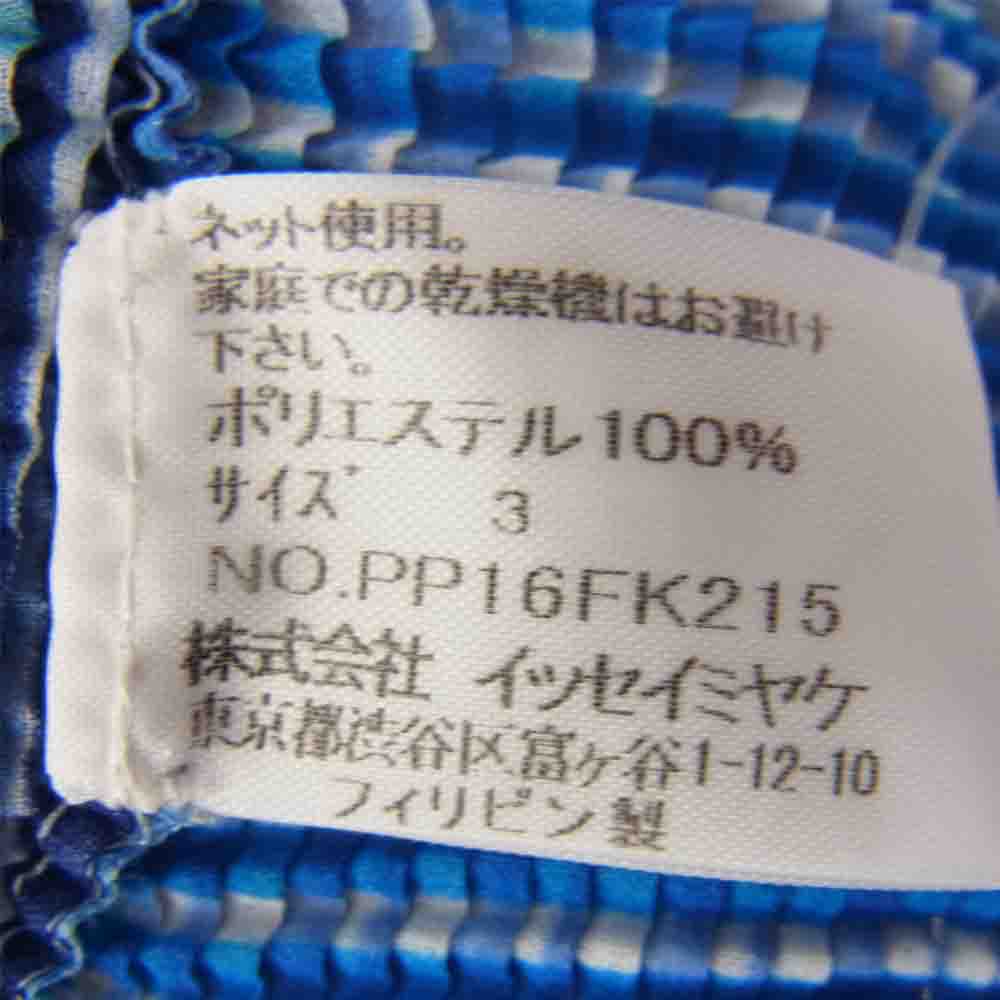 ネット使用。
家庭での乾燥機はお避け
下さい。
ポリエステル100%
サイズ 3
NO.PP16FK215
株式会社 イッセイミヤケ
東京都渋谷区富ヶ谷1-12-10
フィリピン製